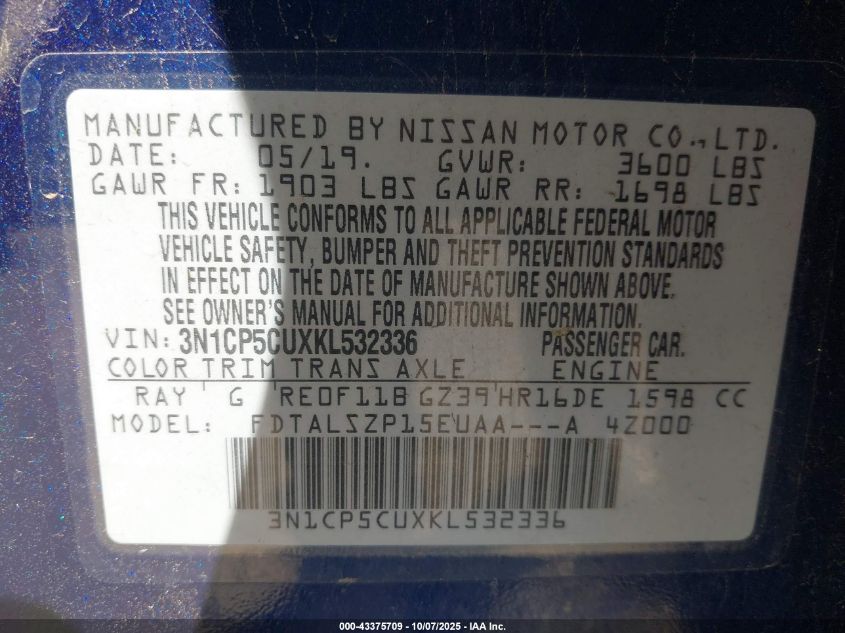 MANUFACTURED BY NISSAN MOTOR CO., LTD.
DATE: 05/19. GVWR: 3600 LBS
GAWR FR: 1903 LBS GAWR RR: 1698 LBS
THIS VEHICLE CONFORMS TO ALL APPLICABLE FEDERAL MOTOR
VEHICLE SAFETY, BUMPER AND THEFT PREVENTION STANDARDS
IN EFFECT ON THE DATE OF MANUFACTURE SHOWN ABOVE.
SEE OWNER'S MANUAL FOR ADDITIONAL INFORMATION.
VIN: 3N1CP5CUXKL532336 PASSENGER CAR.
COLOR TRIM TRANS AXLE ENGINE
RAY G RE0F11B GZ39 HR16DE 1598 CC
MODEL: FDTALSZP15EUAA---A 4Z000
3N1CP5CUXKL532336
000-43375709 - 10/07/2025 - IAA Inc.